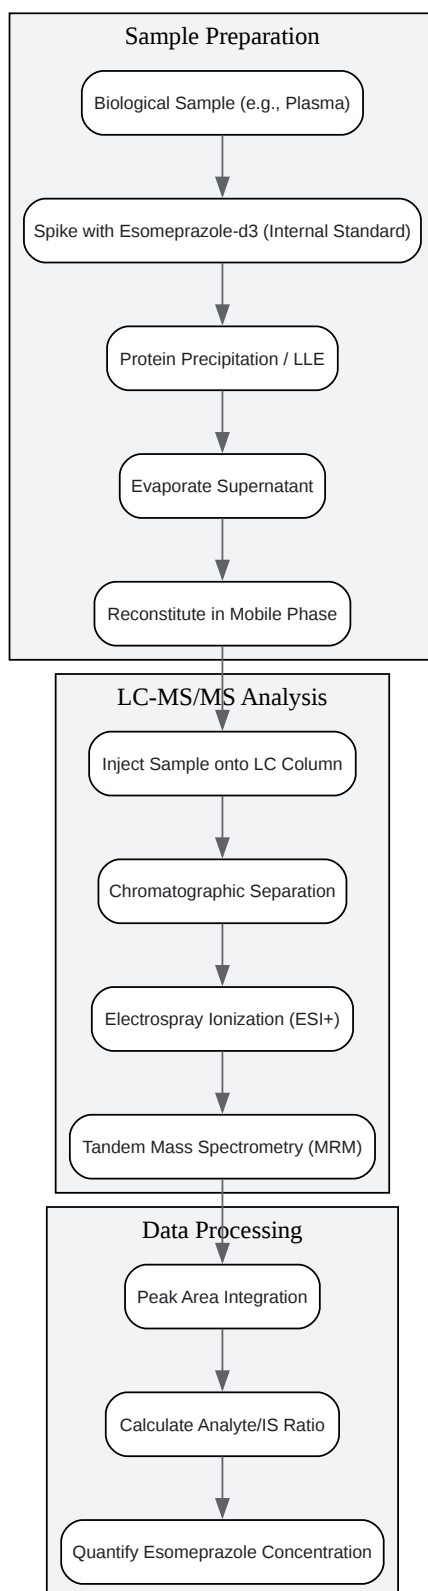 Sample Preparation
Biological Sample (e.g., Plasma)
Spike with Esomeprazole-d3 (Internal Standard)
Protein Precipitation / LLE
Evaporate Supernatant
Reconstitute in Mobile Phase
LC-MS/MS Analysis
Inject Sample onto LC Column
Chromatographic Separation
Electrospray Ionization (ESI+)
Tandem Mass Spectrometry (MRM)
Data Processing
Peak Area Integration
Calculate Analyte/IS Ratio
Quantify Esomeprazole Concentration